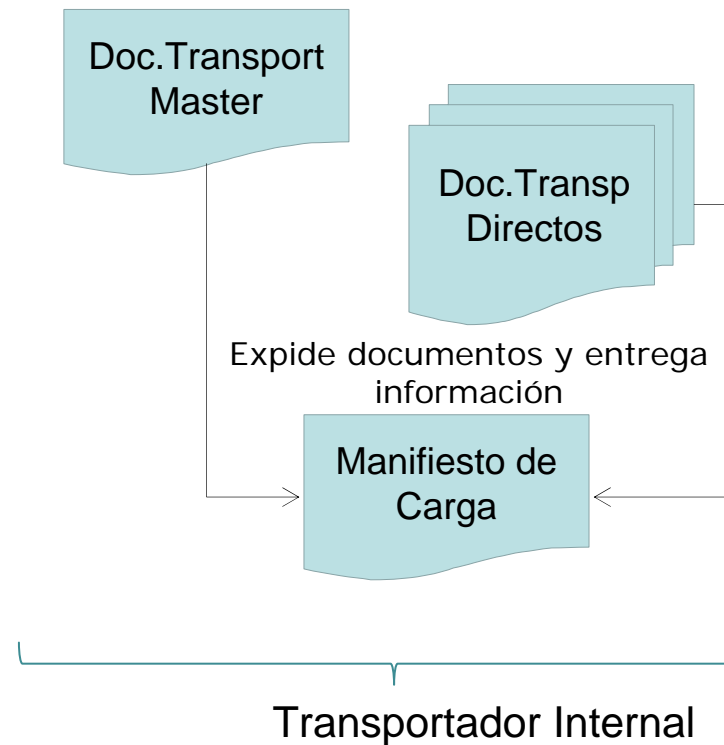 Doc.Transport
Master
Doc.Transp
Directos
Expide documentos y entrega
información
Manifiesto de
Carga
Transportador Internal